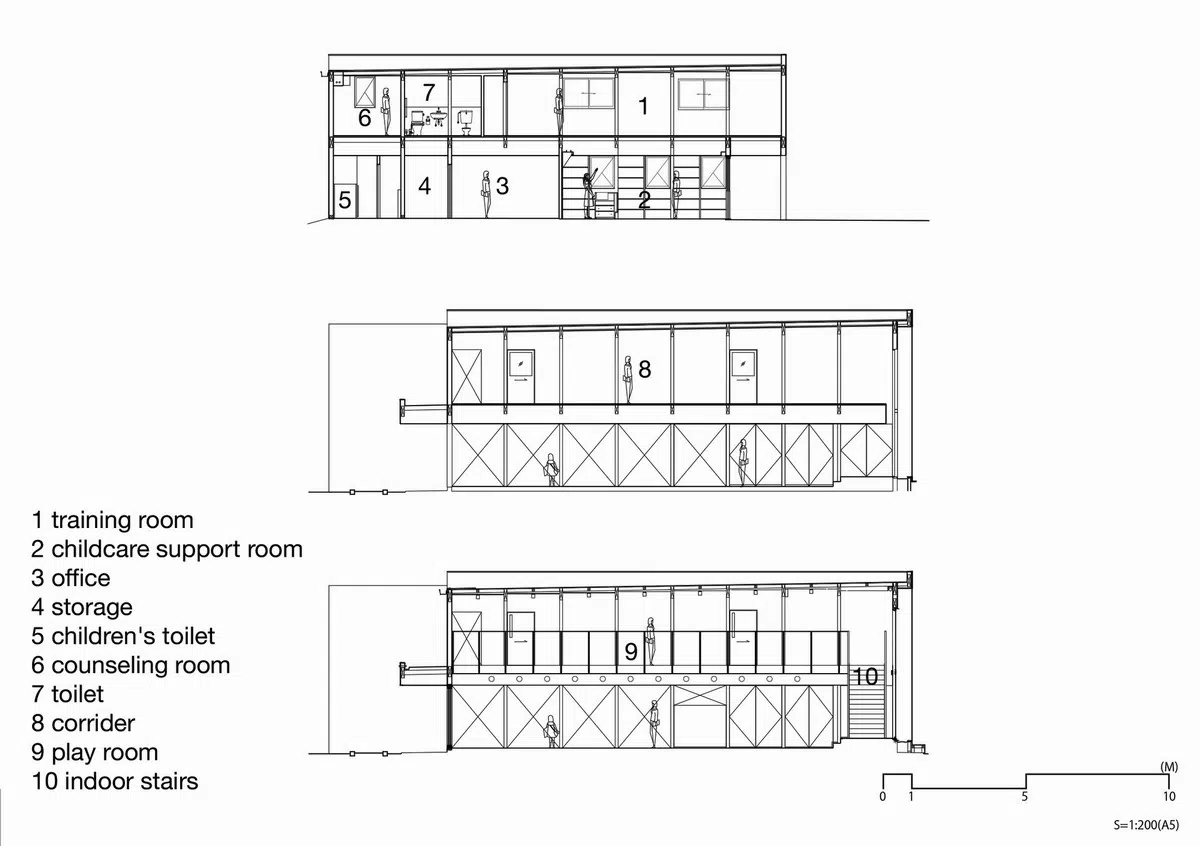 7
6
1
5
4
3
2
8
1 training room
2 childcare support room
3 office
4 storage
5 children's toilet
6 counseling room
7 toilet
8 corrider
9 play room
10 indoor stairs
9
10
(M)
0 1 5 10
S=1:200(A5)